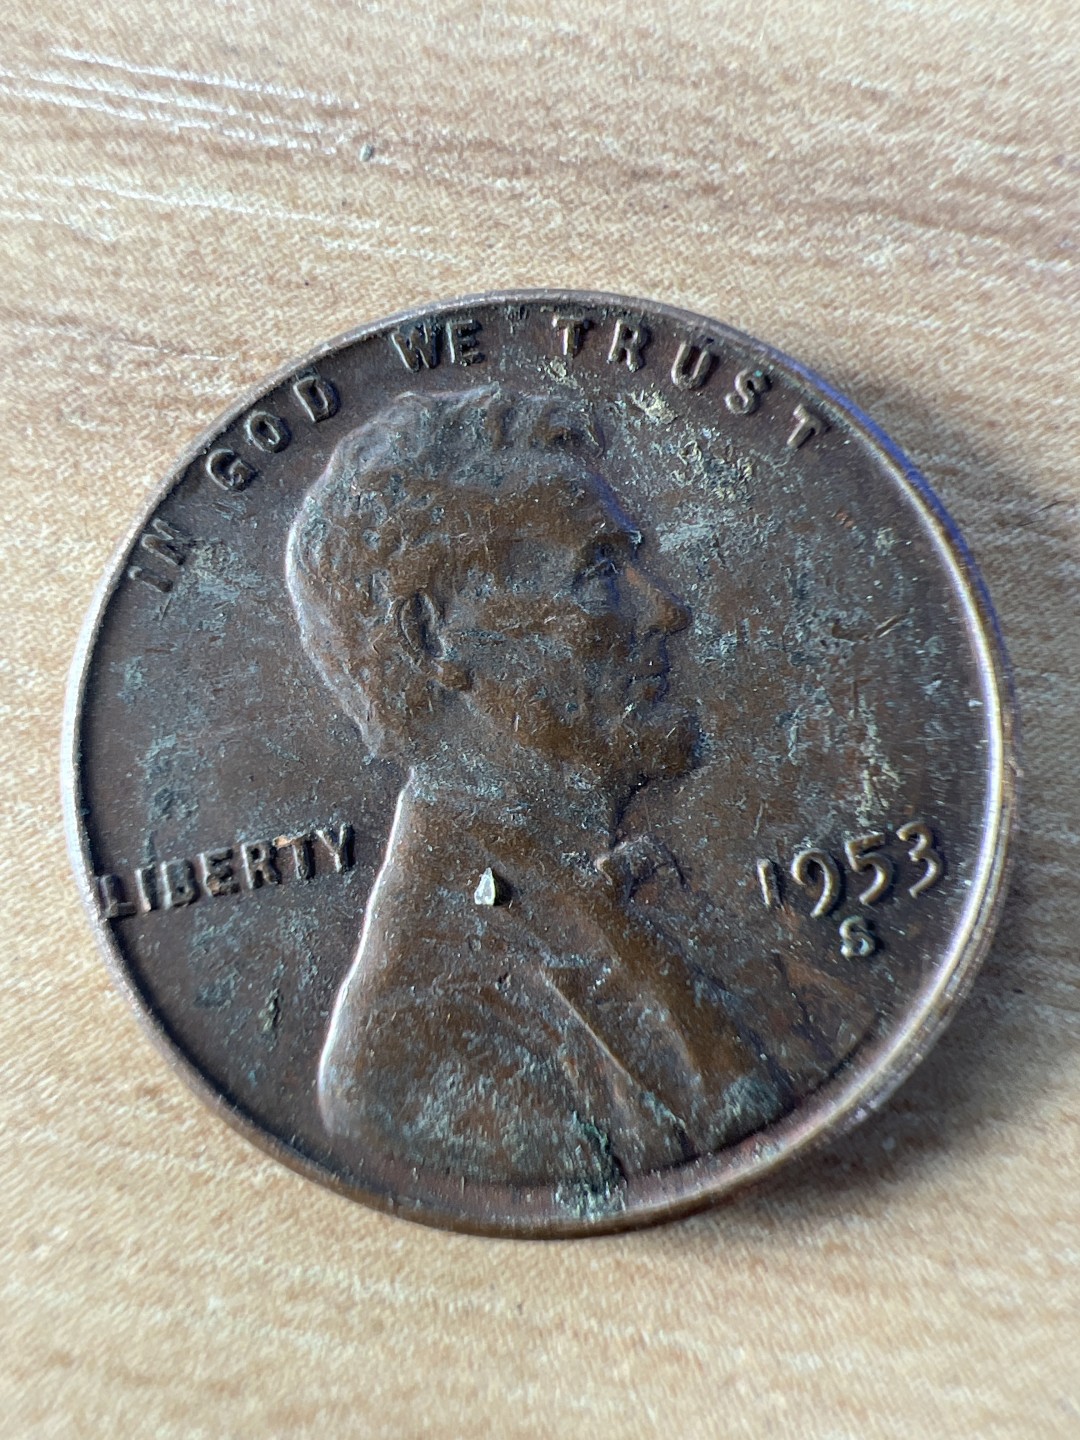 IN GOD WE TRUST
LIBERTY
1953
S